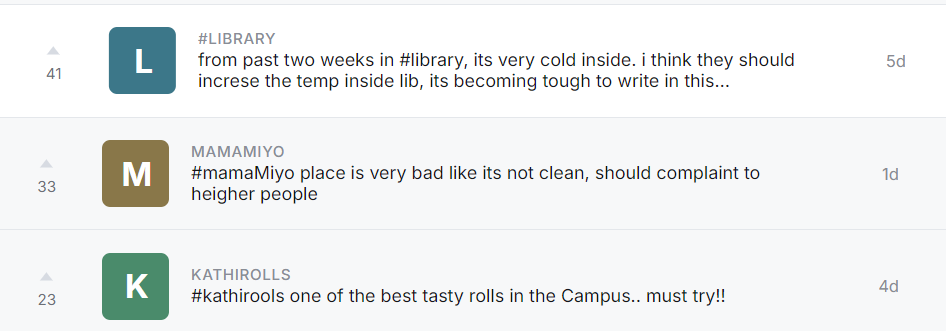 #LIBRARY
L
from past two weeks in #library, its very cold inside. i think they should
41
5d
increse the temp inside lib, its becoming tough to write in this...
MAMAMIYO
M
#mamaMiyo place is very bad like its not clean, should complaint to
33
1d
heigher people
KATHIROLLS
K
#kathirools one of the best tasty rolls in the Campus.. must try!!
23
4d